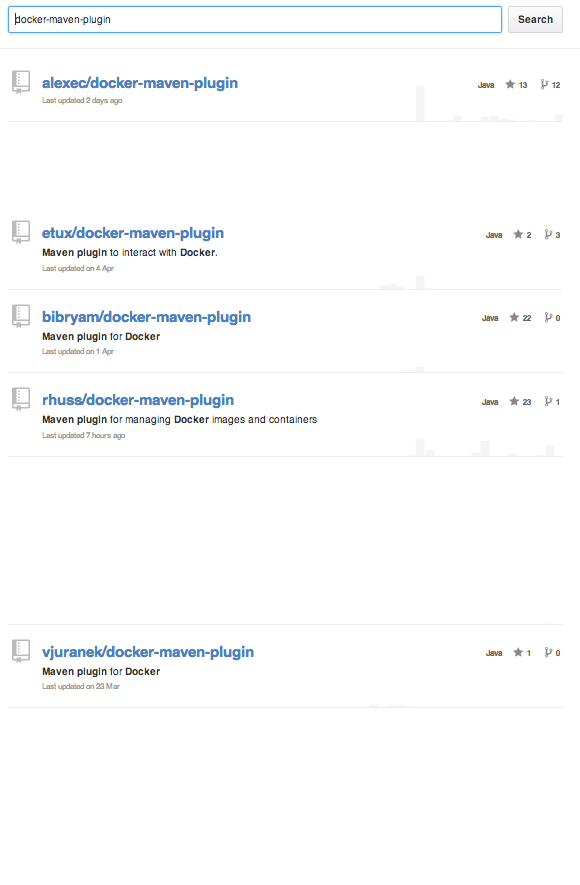 docker-maven-plugin
Search
alexec/docker-maven-plugin
Java 13 12
Last updated 2 days ago
etux/docker-maven-plugin
Java 2 3
Maven plugin to interact with Docker.
Last updated on 4 Apr
bibryam/docker-maven-plugin
Java 22 0
Maven plugin for Docker
Last updated on 1 Apr
rhuss/docker-maven-plugin
Java 23 1
Maven plugin for managing Docker images and containers
Last updated 7 hours ago
vjuranek/docker-maven-plugin
Java 1 0
Maven plugin for Docker
Last updated on 23 Mar